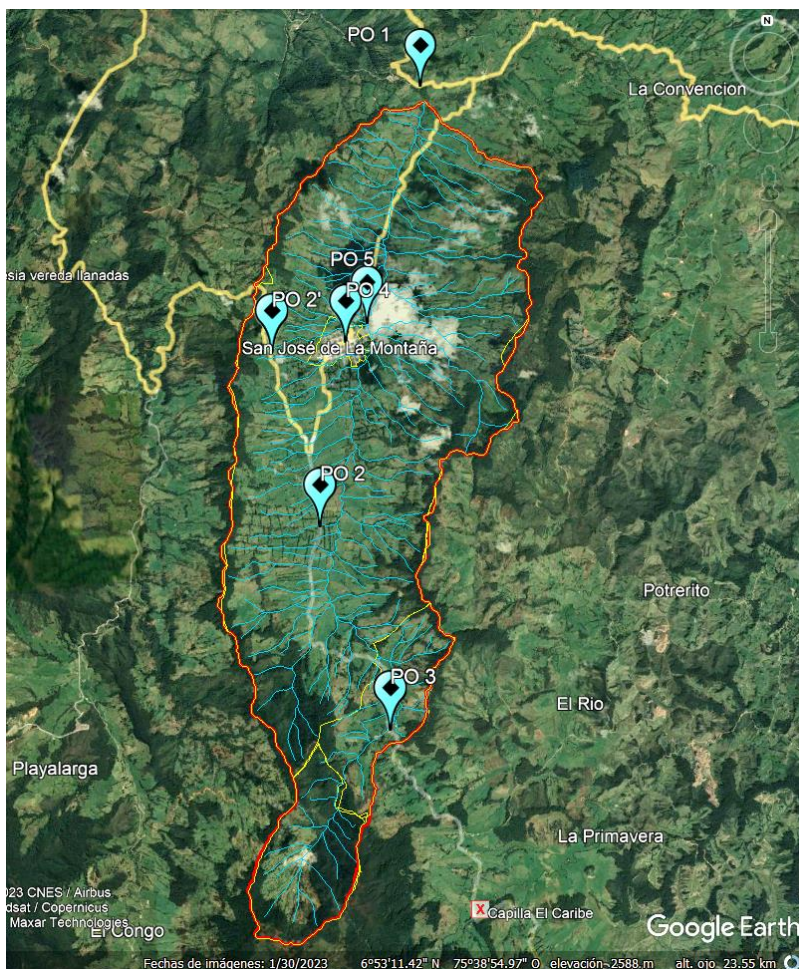 N
PO 1
La Convencion
esia vereda llanadas
PO 5
PO 4
PO 2'
San José de La Montaña
PO 2
Potrerito
PO 3
El Rio
Playalarga
La Primavera
023 CNES / Airbus
dsat / Copernicus
Maxar Technologies
El Congo
X
Capilla El Caribe
Google Earth
Fechas de imágenes: 1/30/2023 6°53'11.42" N 75°38'54.97" O elevación 2588 m alt. ojo 23.55 km